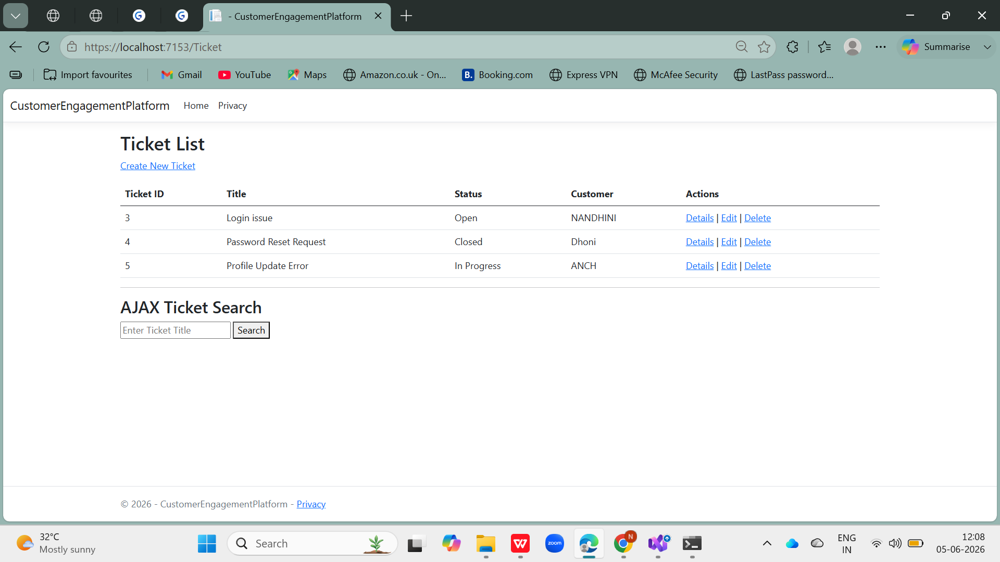 - CustomerEngagementPlatform
https://localhost:7153/Ticket
Summarise
Import favourites
Gmail
YouTube
Maps
Amazon.co.uk - On...
B.
Booking.com
Express VPN
McAfee Security
LastPass password...
CustomerEngagementPlatform Home Privacy
Ticket List
Create New Ticket
Ticket ID Title Status Customer Actions
3 Login issue Open NANDHINI Details | Edit | Delete
4 Password Reset Request Closed Dhoni Details | Edit | Delete
5 Profile Update Error In Progress ANCH Details | Edit | Delete
AJAX Ticket Search
Enter Ticket Title Search
© 2026 - CustomerEngagementPlatform - Privacy
32°C
Mostly sunny
Search
zoom
N
ENG
IN
12:08
05-06-2026